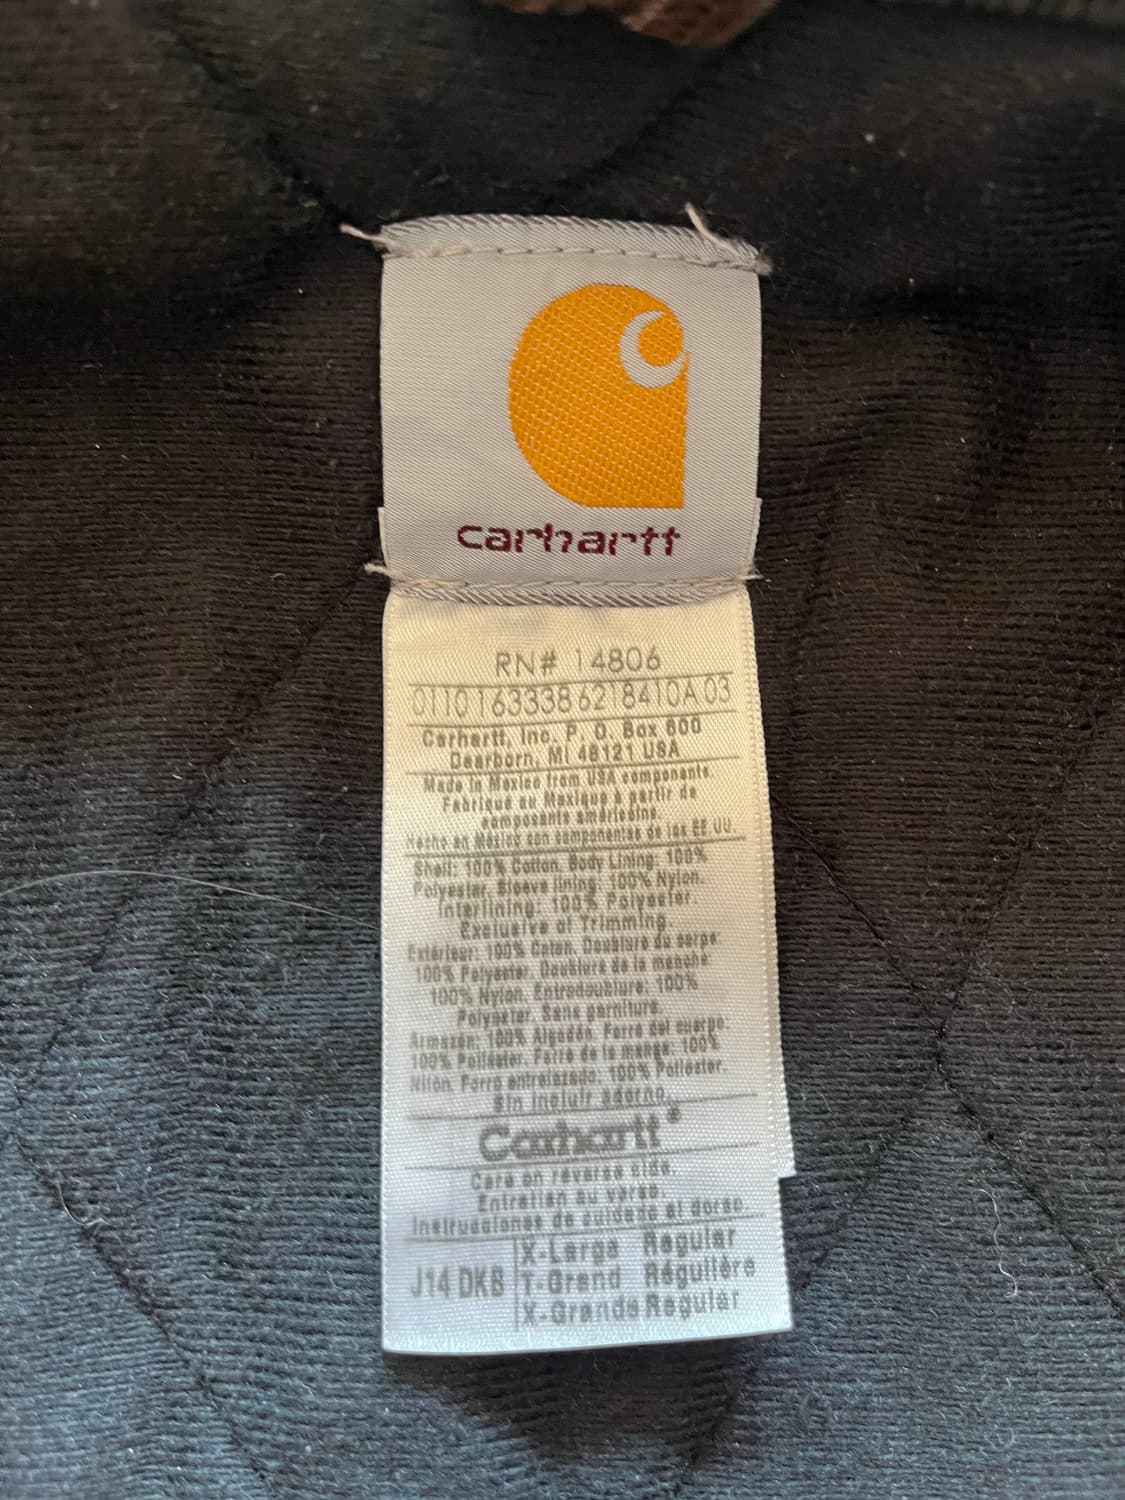 carhartt
RN# 14806
01101633386218410A 03
Carhartt, Inc. P. O. Box 600
Dearborn, MI 48121 USA
Made in Mexico from USA components.
Fabriqué au Mexique à partir de
composants américains.
Hecho en México con componentes de los EE.UU.
Shell: 100% Cotton. Body Lining: 100%
Polyester. Sleeve lining: 100% Nylon.
Interlining: 100% Polyester.
Exclusive of Trimming.
Extérieur: 100% Coton. Doublure du corps:
100% Polyester. Doublure de la manche:
100% Nylon. Entredoublure: 100%
Polyester. Sans garniture.
Armazón: 100% Algodón. Forro del cuerpo:
100% Poliéster. Forro de la manga: 100%
Nilón. Forro entrelazado: 100% Poliéster.
Sin incluir adorno.
Carhartt®
Care on reverse side.
Entretien au verso.
Instrucciones de cuidado al dorso.
J14 DKB
X-Large Regular
T-Grand Régulière
X-Grande Regular